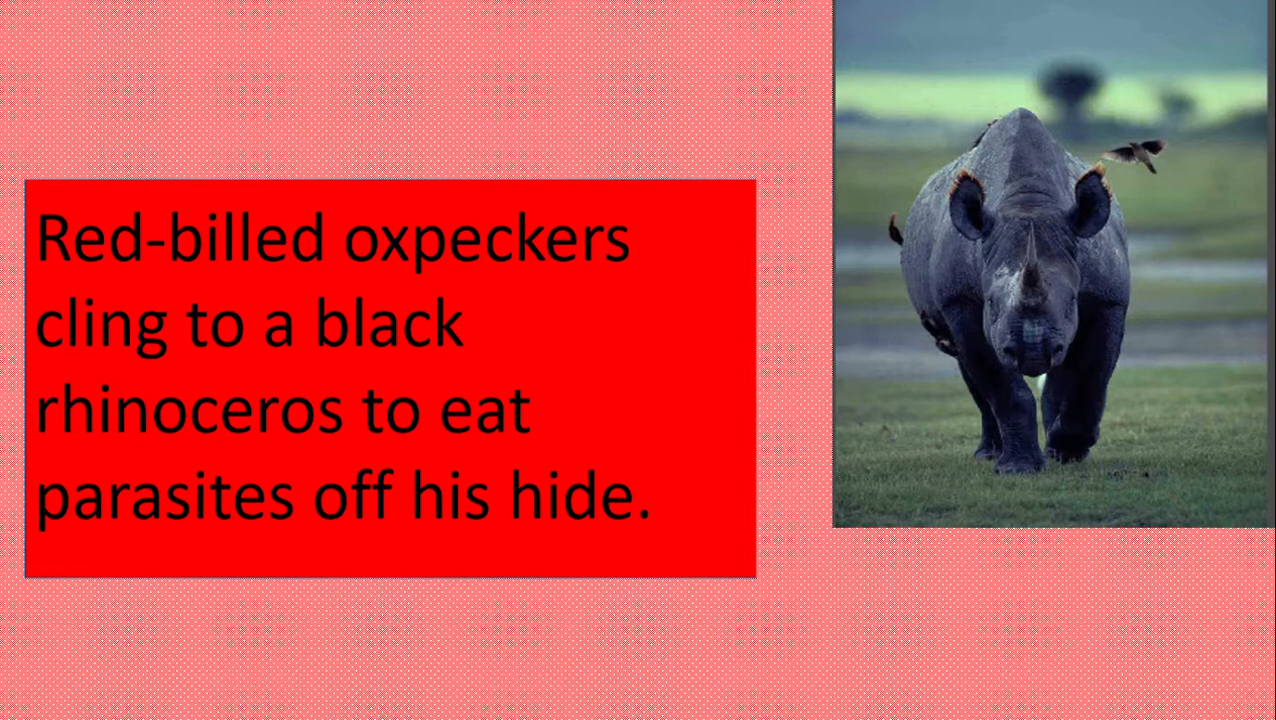 Red-billed oxpeckers
cling to a black
rhinoceros to eat
parasites off his hide.